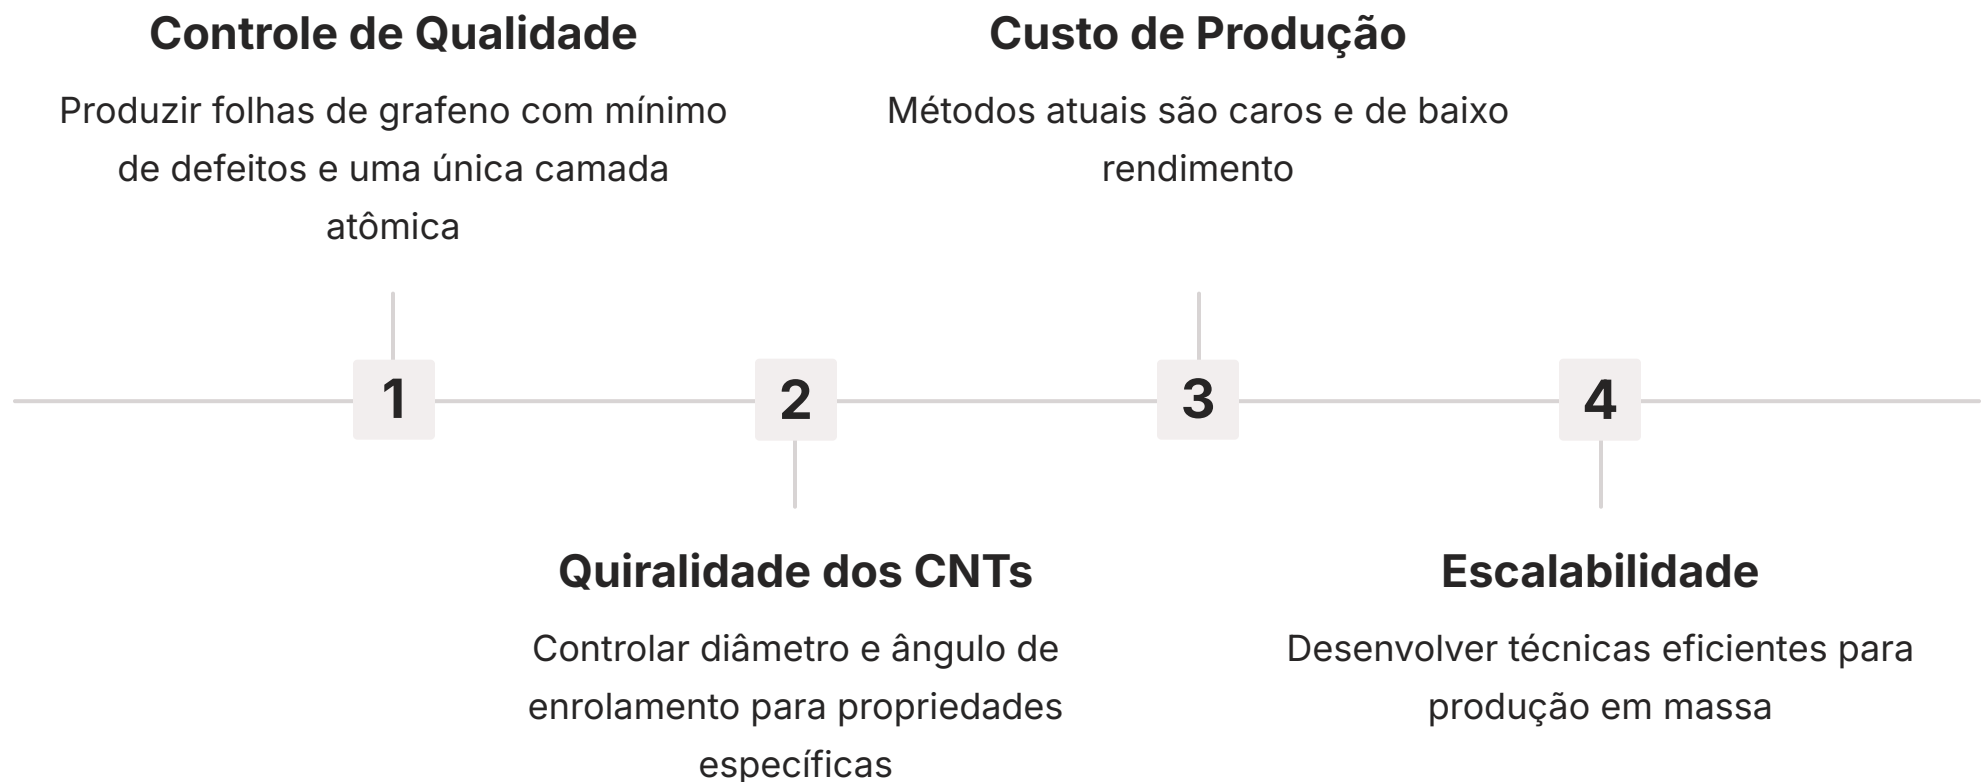 Controle de Qualidade
Produzir folhas de grafeno com mínimo
de defeitos e uma única camada
atômica
1
Quiralidade dos CNTs
Controlar diâmetro e ângulo de
enrolamento para propriedades
específicas
2
Custo de Produção
Métodos atuais são caros e de baixo
rendimento
3
Escalabilidade
Desenvolver técnicas eficientes para
produção em massa
4